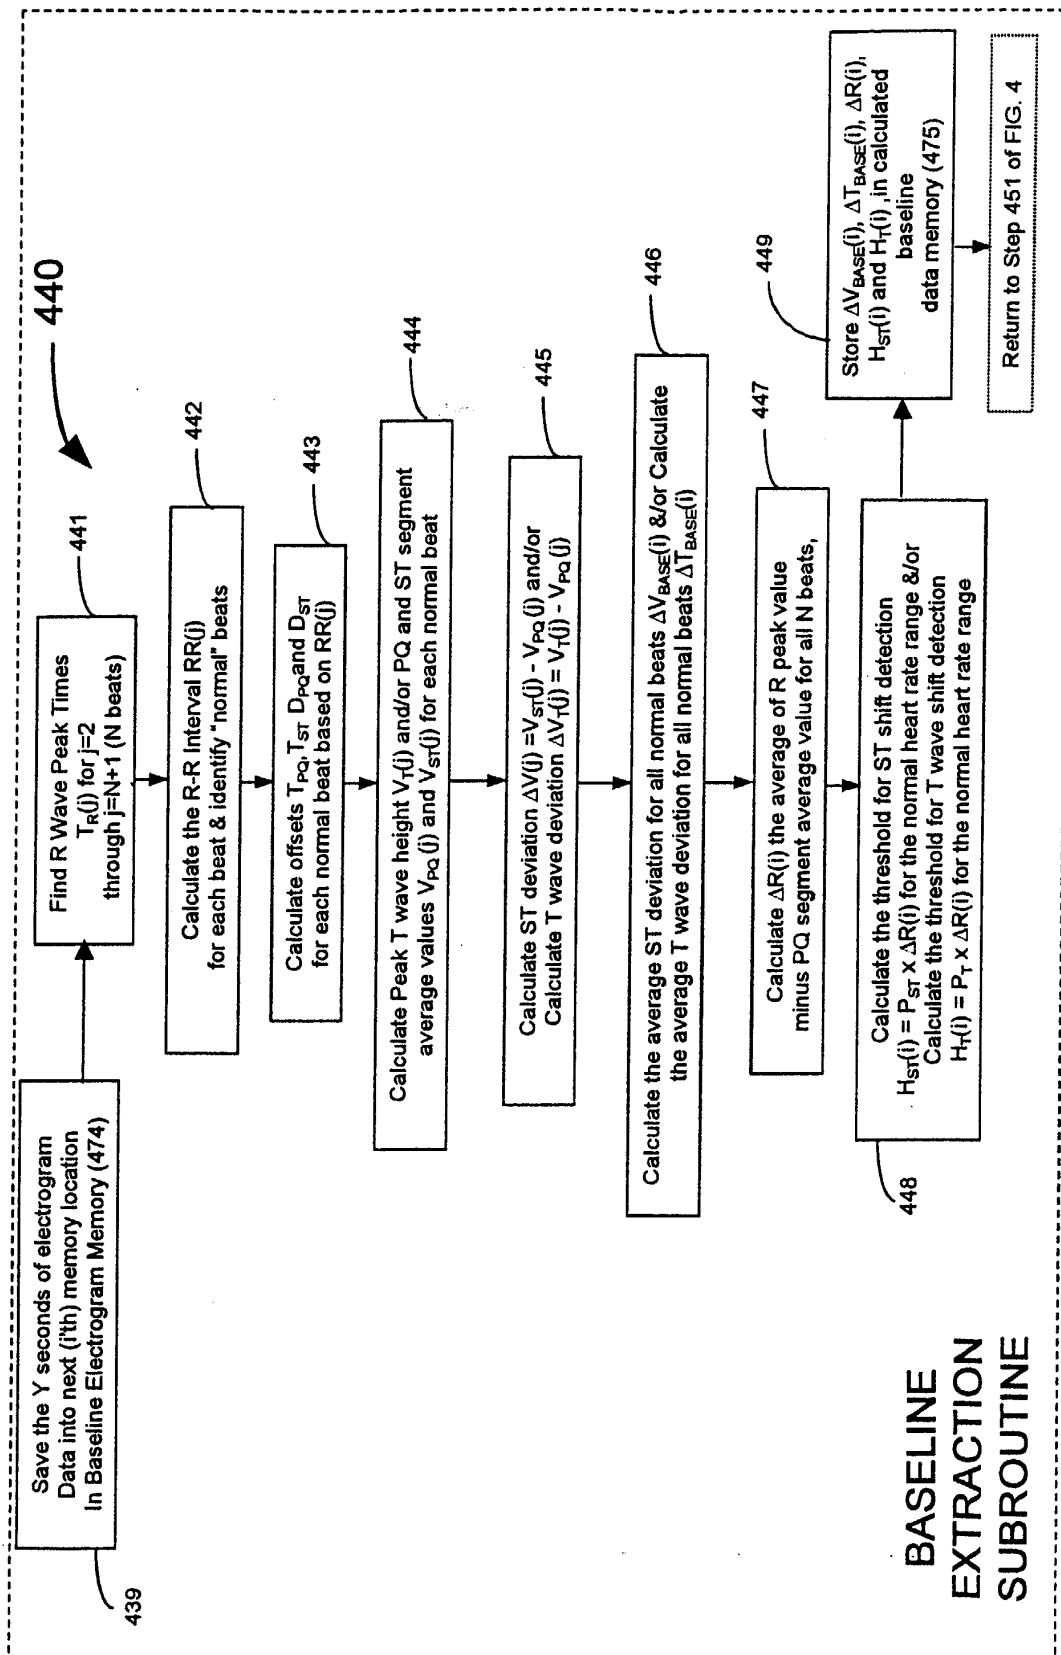 440
Save the Y seconds of electrogram
Data into next (i'th) memory location
In Baseline Electrogram Memory (474)
439
Find R Wave Peak Times
T_R(j) for j=2
through j=N+1 (N beats)
441
Calculate the R-R Interval RR(j)
for each beat & identify "normal" beats
442
Calculate offsets T_PQ, T_ST D_PQ and D_ST
for each normal beat based on RR(j)
443
Calculate Peak T wave height V_T(j) and/or PQ and ST segment
average values V_PQ(j) and V_ST(j) for each normal beat
444
Calculate ST deviation ΔV(j) = V_ST(j) - V_PQ(j) and/or
Calculate T wave deviation ΔV_T(j) = V_T(j) - V_PQ(j)
445
Calculate the average ST deviation for all normal beats ΔV_BASE(i) &/or Calculate
the average T wave deviation for all normal beats ΔT_BASE(i)
446
Calculate ΔR(i) the average of R peak value
minus PQ segment average value for all N beats,
447
Calculate the threshold for ST shift detection
H_ST(i) = P_ST x ΔR(i) for the normal heart rate range &/or
Calculate the threshold for T wave shift detection
H_T(i) = P_T x ΔR(i) for the normal heart rate range
448
Store ΔV_BASE(i), ΔT_BASE(i), ΔR(i),
H_ST(i) and H_T(i) ,in calculated
baseline
data memory (475)
449
Return to Step 451 of FIG. 4
BASELINE
EXTRACTION
SUBROUTINE